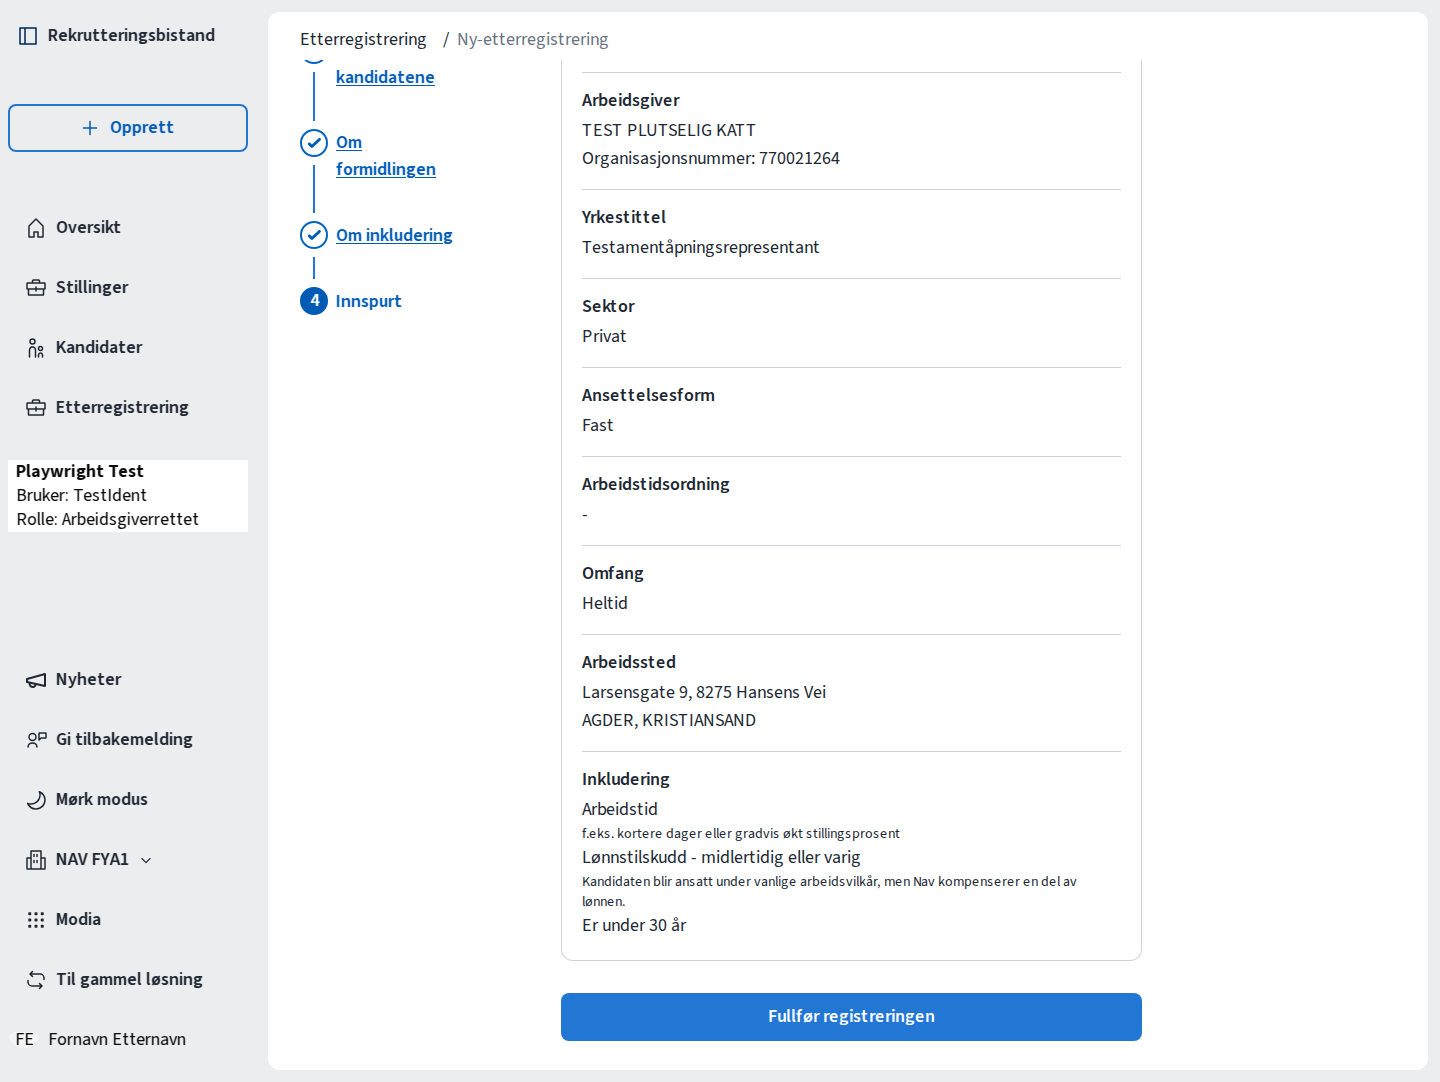 Rekrutteringsbistand
Opprett
Oversikt
Stillinger
Kandidater
Etterregistrering
Playwright Test
Bruker: TestIdent
Rolle: Arbeidsgiverrettet
Nyheter
Gi tilbakemelding
Mørk modus
NAV FYA1
Modia
Til gammel løsning
FE Fornavn Etternavn
Etterregistrering / Ny-etterregistrering
kandidatene
Om
formidlingen
Om inkludering
4 Innspurt
Arbeidsgiver
TEST PLUTSELIG KATT
Organisasjonsnummer: 770021264
Yrkestittel
Testamentåpningsrepresentant
Sektor
Privat
Ansettelsesform
Fast
Arbeidstidsordning
-
Omfang
Heltid
Arbeidssted
Larsensgate 9, 8275 Hansens Vei
AGDER, KRISTIANSAND
Inkludering
Arbeidstid
f.eks. kortere dager eller gradvis økt stillingsprosent
Lønnstilskudd - midlertidig eller varig
Kandidaten blir ansatt under vanlige arbeidsvilkår, men Nav kompenserer en del av
lønnen.
Er under 30 år
Fullfør registreringen